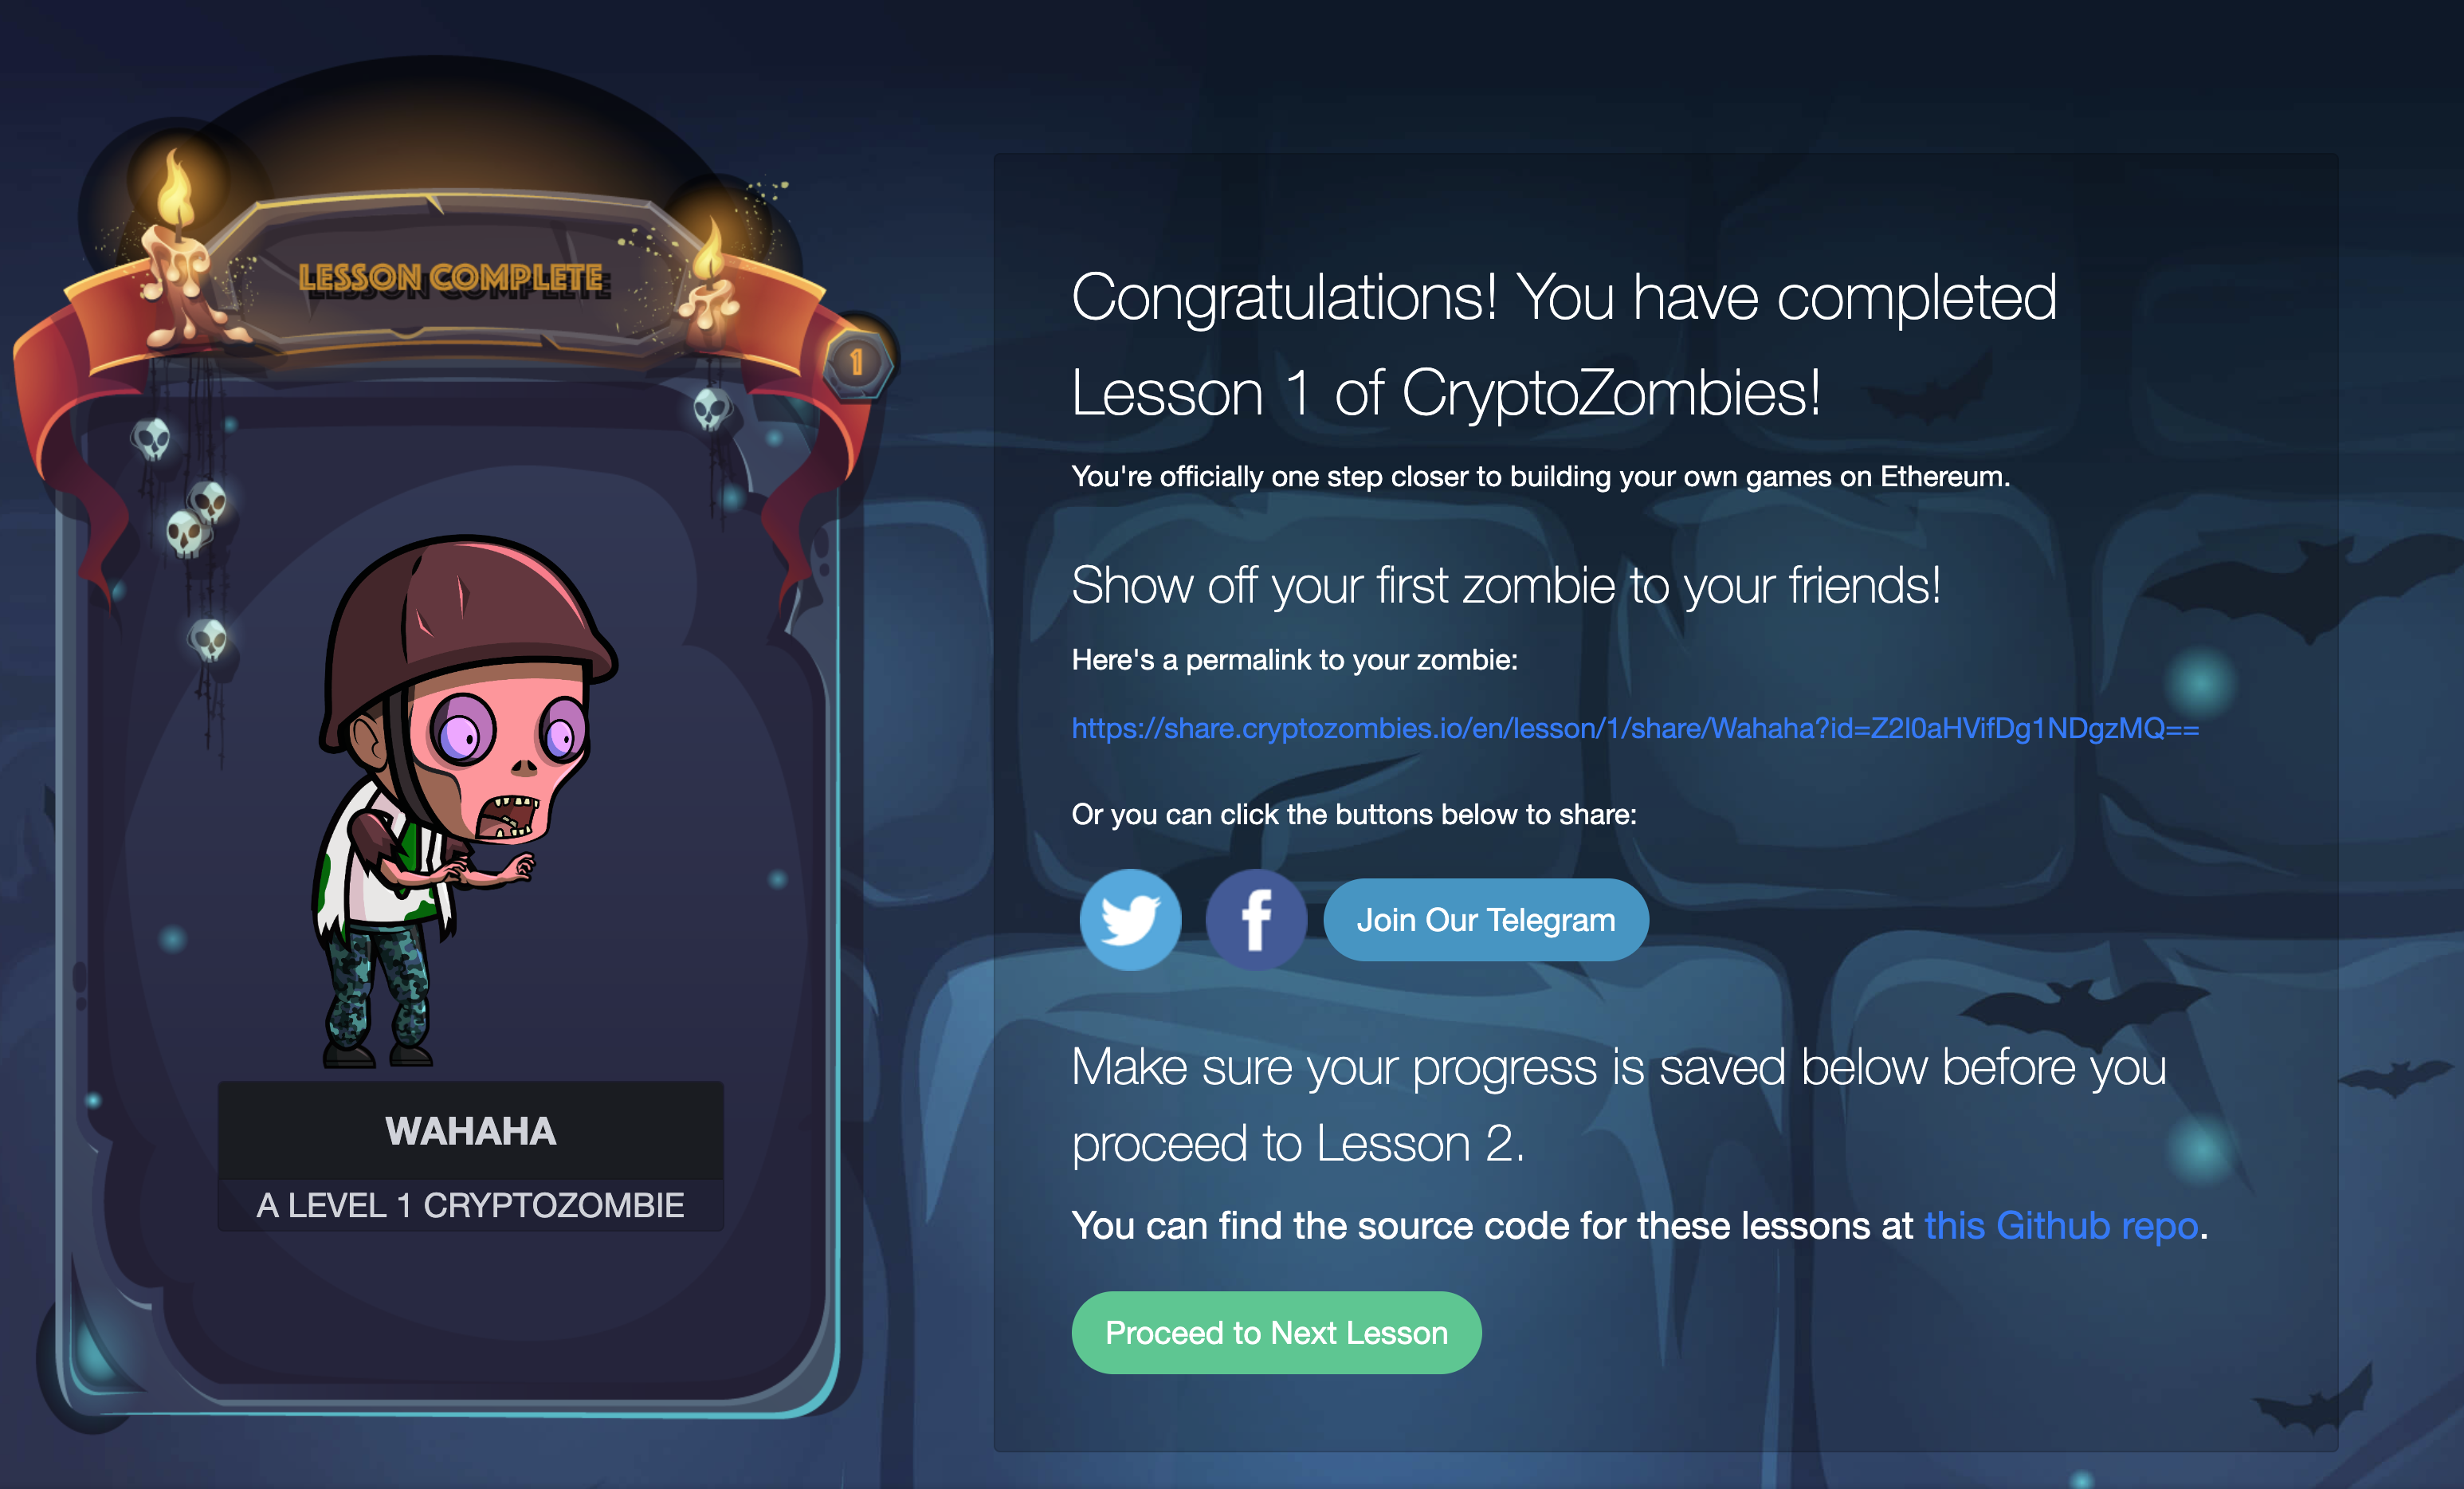 LESSON COMPLETE
1
WAHAHA
A LEVEL 1 CRYPTOZOMBIE
Congratulations! You have completed
Lesson 1 of CryptoZombies!
You're officially one step closer to building your own games on Ethereum.
Show off your first zombie to your friends!
Here's a permalink to your zombie:
https://share.cryptozombies.io/en/lesson/1/share/Wahaha?id=Z2l0aHVifDg1NDgzMQ==
Or you can click the buttons below to share:
Join Our Telegram
Make sure your progress is saved below before you
proceed to Lesson 2.
You can find the source code for these lessons at this Github repo.
Proceed to Next Lesson